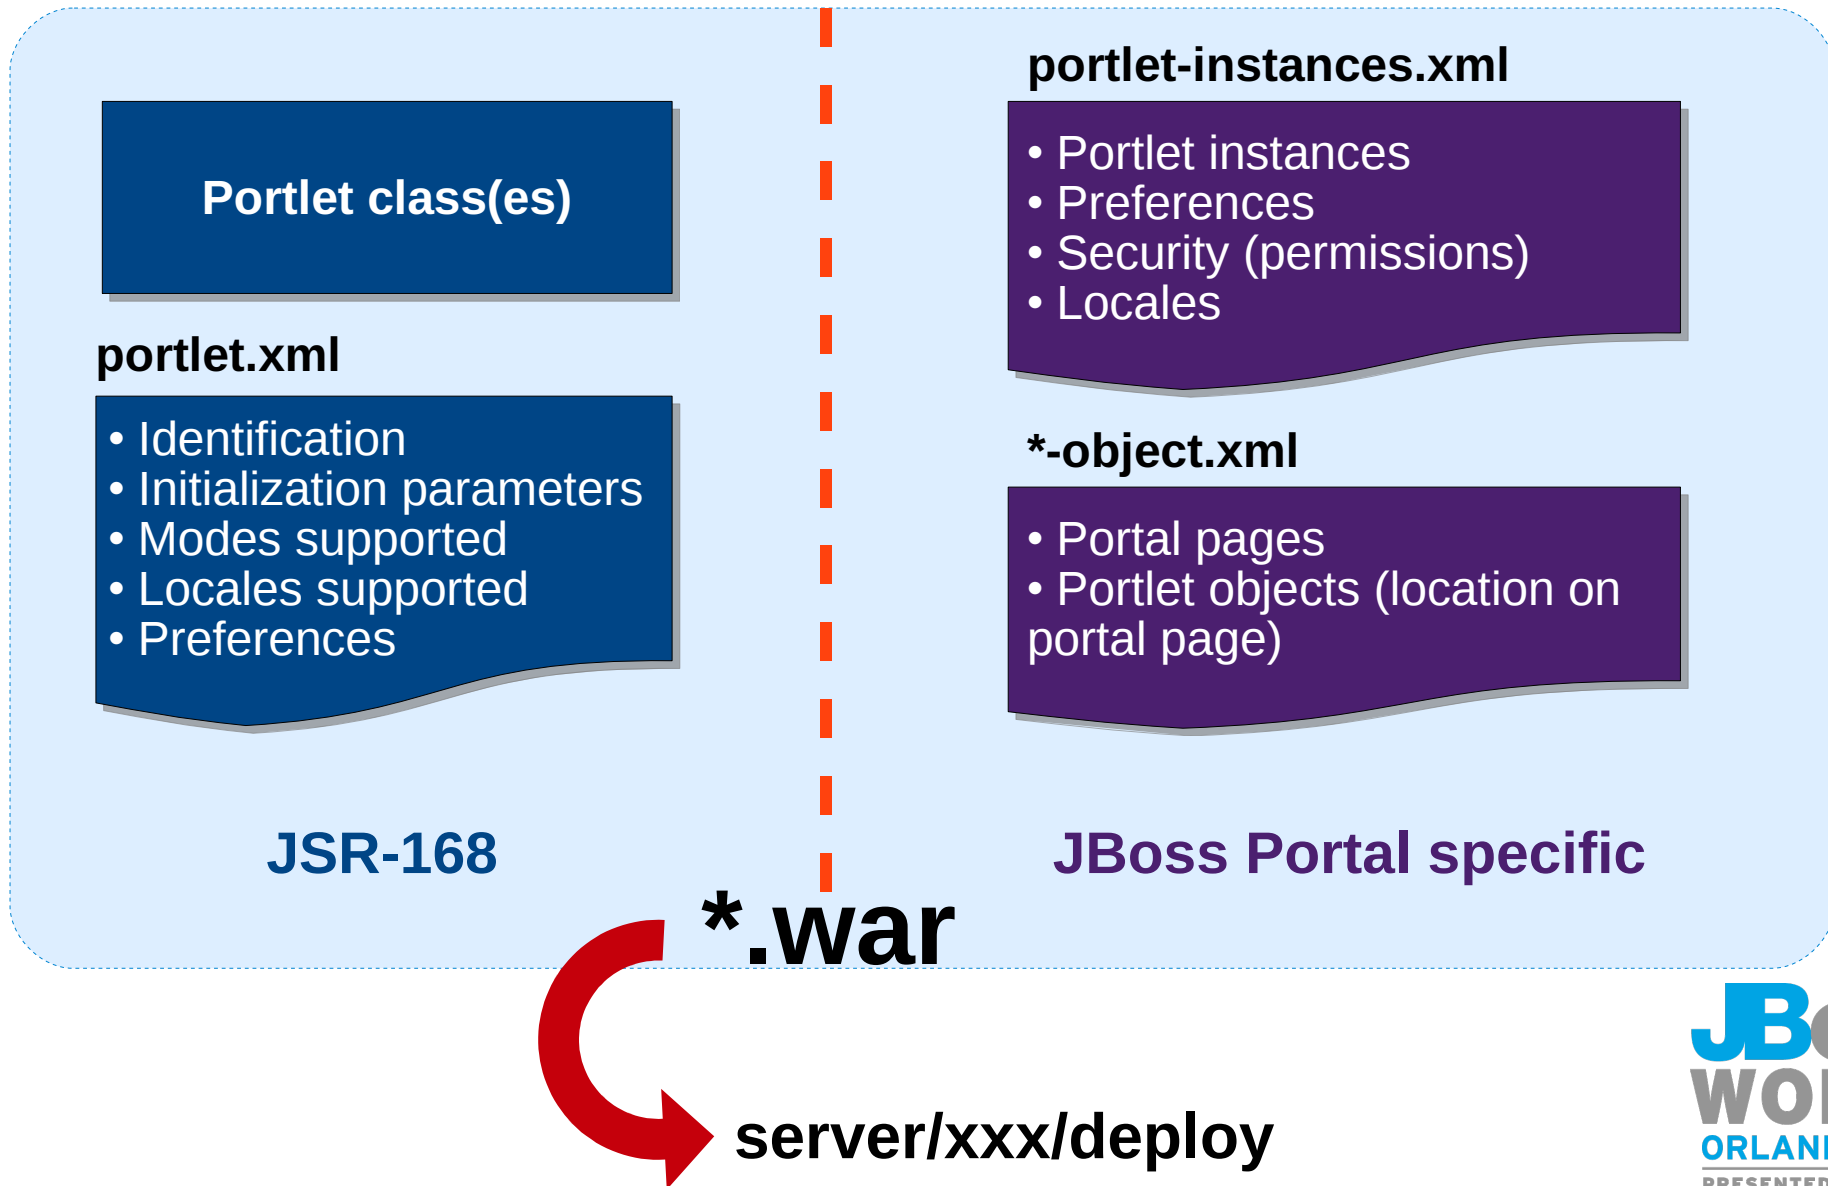 Portlet class(es)
portlet.xml
• Identification
• Initialization parameters
• Modes supported
• Locales supported
• Preferences
JSR-168
portlet-instances.xml
• Portlet instances
• Preferences
• Security (permissions)
• Locales
*-object.xml
• Portal pages
• Portlet objects (location on
portal page)
JBoss Portal specific
*.war
server/xxx/deploy